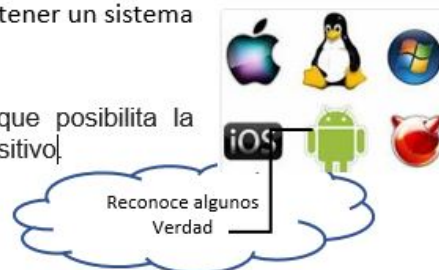 tener un sistema
que posibilita la
sitivo
iOS
Reconoce algunos
Verdad